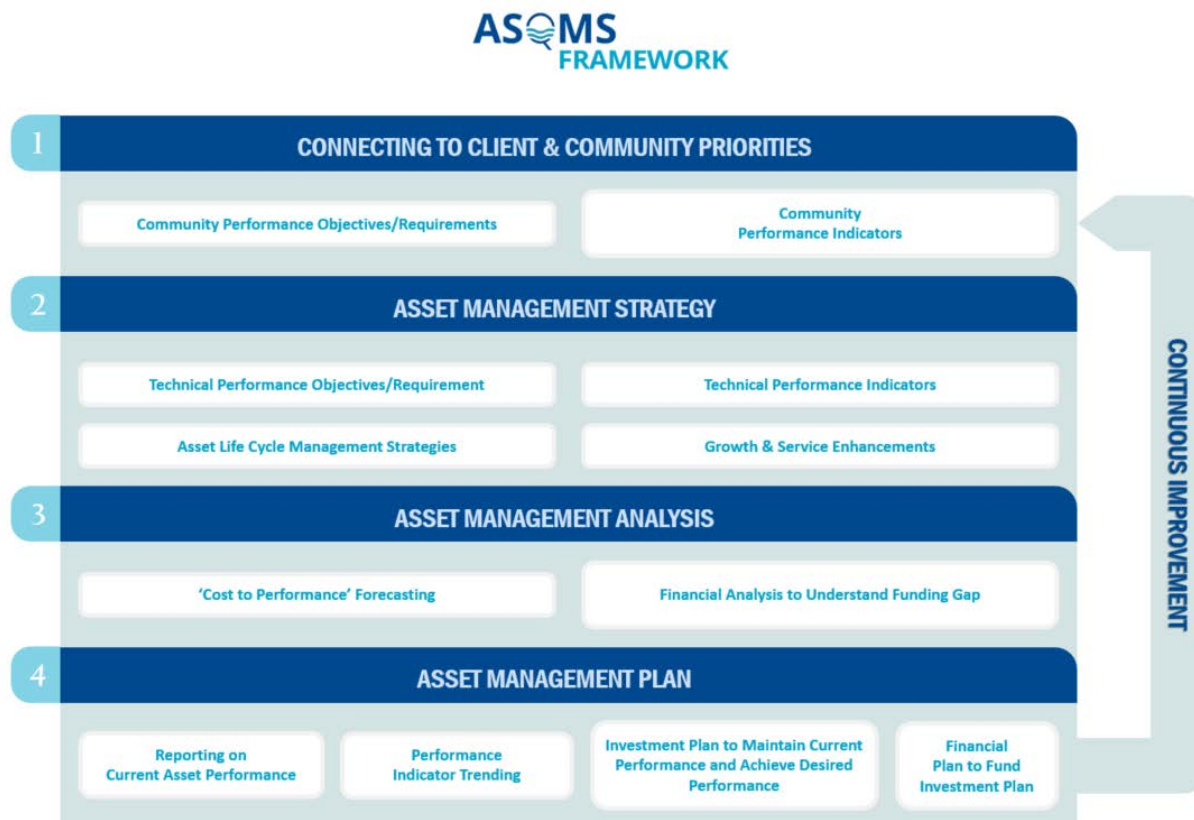 ASQMS
FRAMEWORK
1
CONNECTING TO CLIENT & COMMUNITY PRIORITIES
Community Performance Objectives/Requirements
Community
Performance Indicators
2
ASSET MANAGEMENT STRATEGY
Technical Performance Objectives/Requirement
Technical Performance Indicators
Asset Life Cycle Management Strategies
Growth & Service Enhancements
3
ASSET MANAGEMENT ANALYSIS
‘Cost to Performance’ Forecasting
Financial Analysis to Understand Funding Gap
4
ASSET MANAGEMENT PLAN
Reporting on
Current Asset Performance
Performance
Indicator Trending
Investment Plan to Maintain Current
Performance and Achieve Desired
Performance
Financial
Plan to Fund
Investment Plan
CONTINUOUS IMPROVEMENT